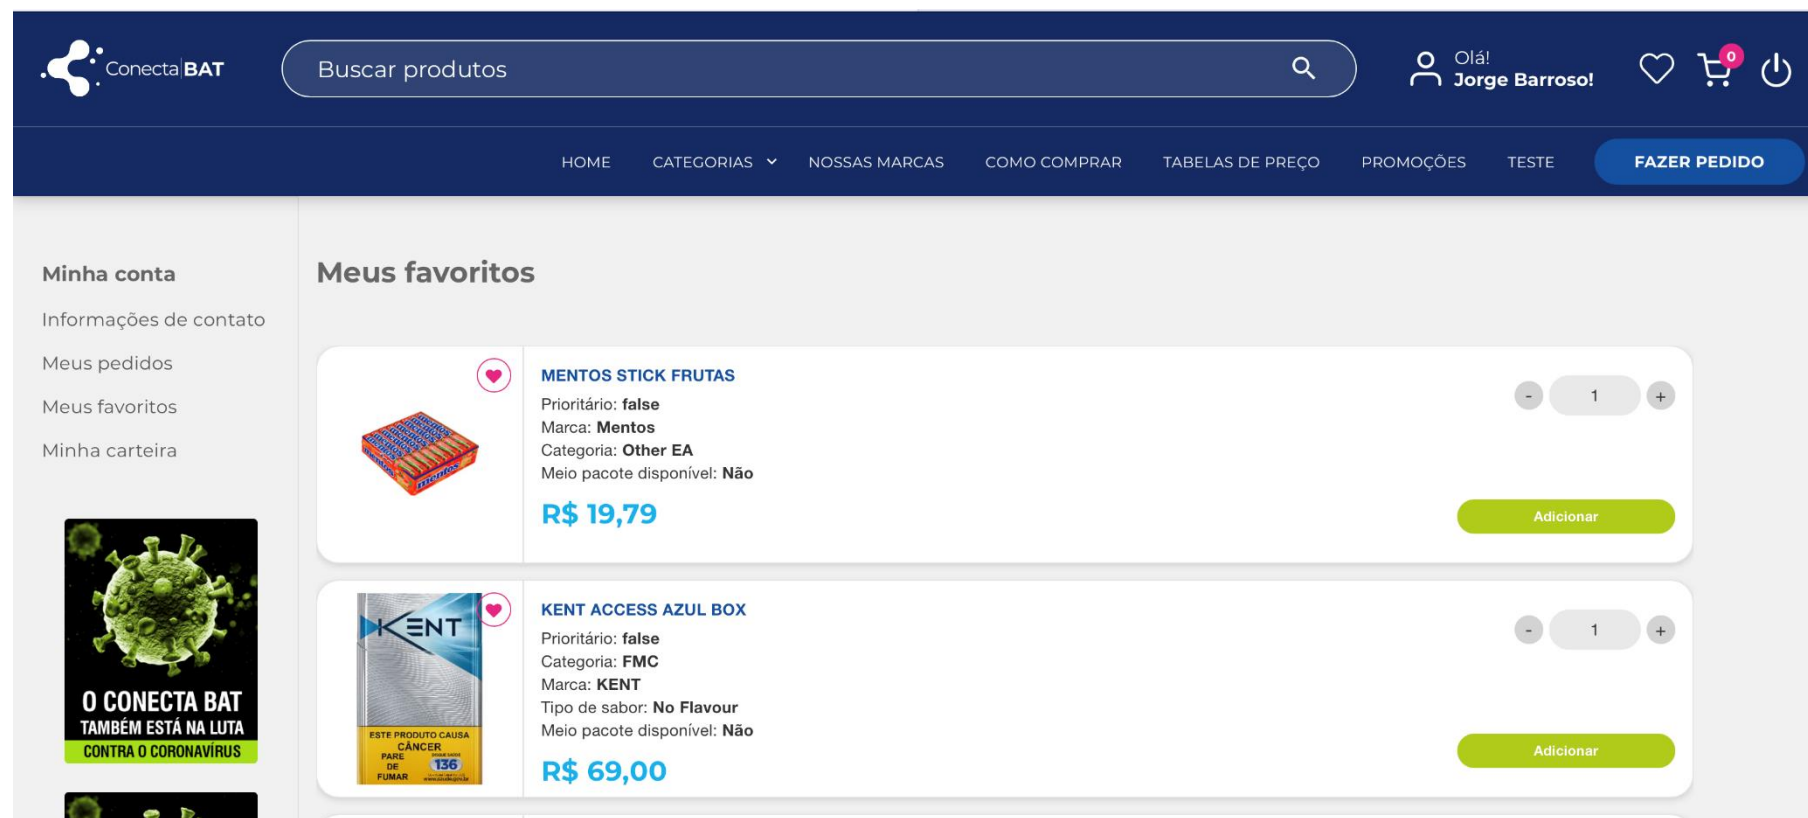 Conecta|BAT
Buscar produtos
Olá!
Jorge Barroso!
0
HOME
CATEGORIAS
NOSSAS MARCAS
COMO COMPRAR
TABELAS DE PREÇO
PROMOÇÕES
TESTE
FAZER PEDIDO
Minha conta
Informações de contato
Meus pedidos
Meus favoritos
Minha carteira
O CONECTA BAT
TAMBÉM ESTÁ NA LUTA
CONTRA O CORONAVÍRUS
Meus favoritos
mentos
MENTOS STICK FRUTAS
Prioritário: false
Marca: Mentos
Categoria: Other EA
Meio pacote disponível: Não
R$ 19,79
- 1 +
Adicionar
KENT
ESTE PRODUTO CAUSA
CÂNCER
PARE
DE
FUMAR
136
KENT ACCESS AZUL BOX
Prioritário: false
Categoria: FMC
Marca: KENT
Tipo de sabor: No Flavour
Meio pacote disponível: Não
R$ 69,00
- 1 +
Adicionar